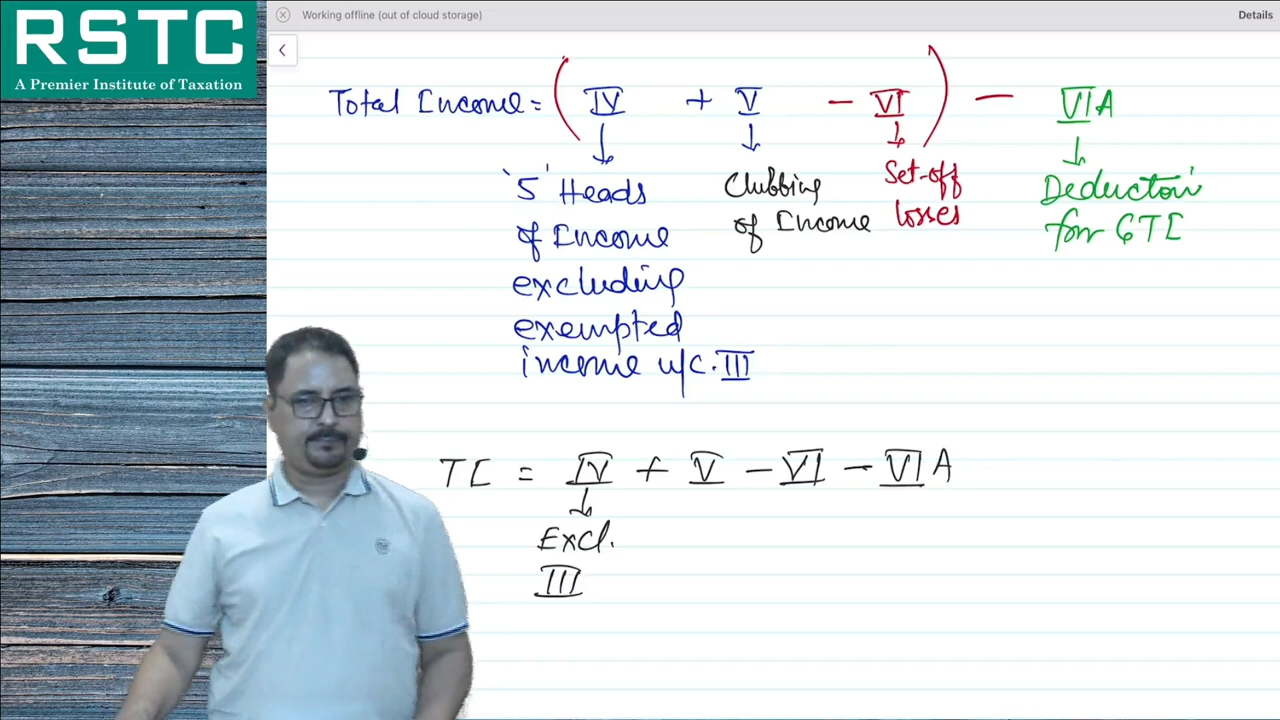 RSTC
A Premier Institute of Taxation
Working offline (out of cloud storage)
Details
Total Income = ( IV + V - VI ) - VIA
'5' Heads
of Income
excluding
exempted
income u/c. III
Clubbing
of Income
Set-off
losses
Deduction
for GTI
TI = IV + V - VI - VIA
Excl.
III